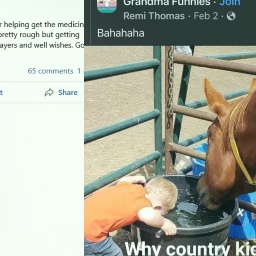 r helping get the medicin
pretty rough but getting
ayers and well wishes. Go
65 comments 1
t Share
Grandma Funnies · Join
Remi Thomas · Feb 2 ·
Bahahaha
Why country kid